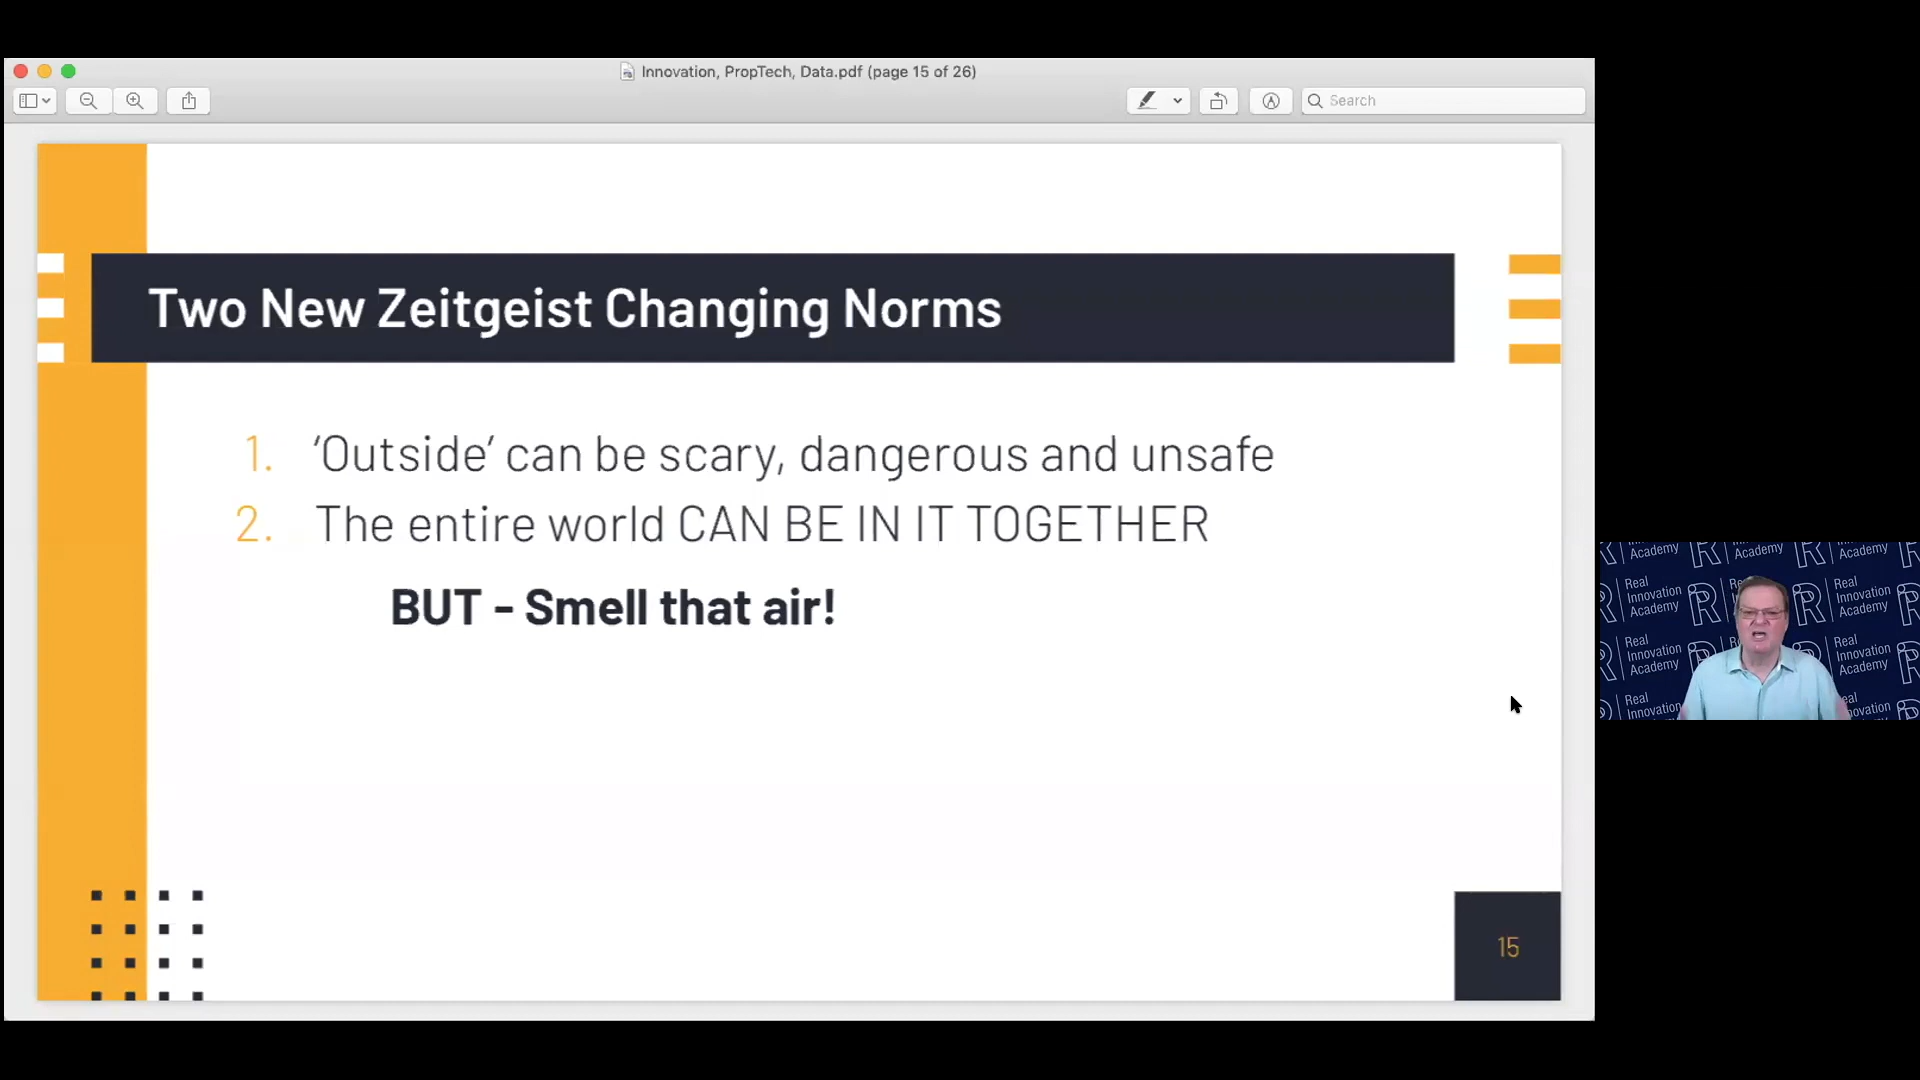 Innovation, PropTech, Data.pdf (page 15 of 26)
Search
Two New Zeitgeist Changing Norms
1. ‘Outside’ can be scary, dangerous and unsafe
2. The entire world CAN BE IN IT TOGETHER
BUT - Smell that air!
15
Innovation
Academy
Academy
Academy
Academy
Real
Innovation
Academy
Real
Innovation
Academy
Real
Innovation
Academy
Real
Innovation
Academy
Real
Innovation